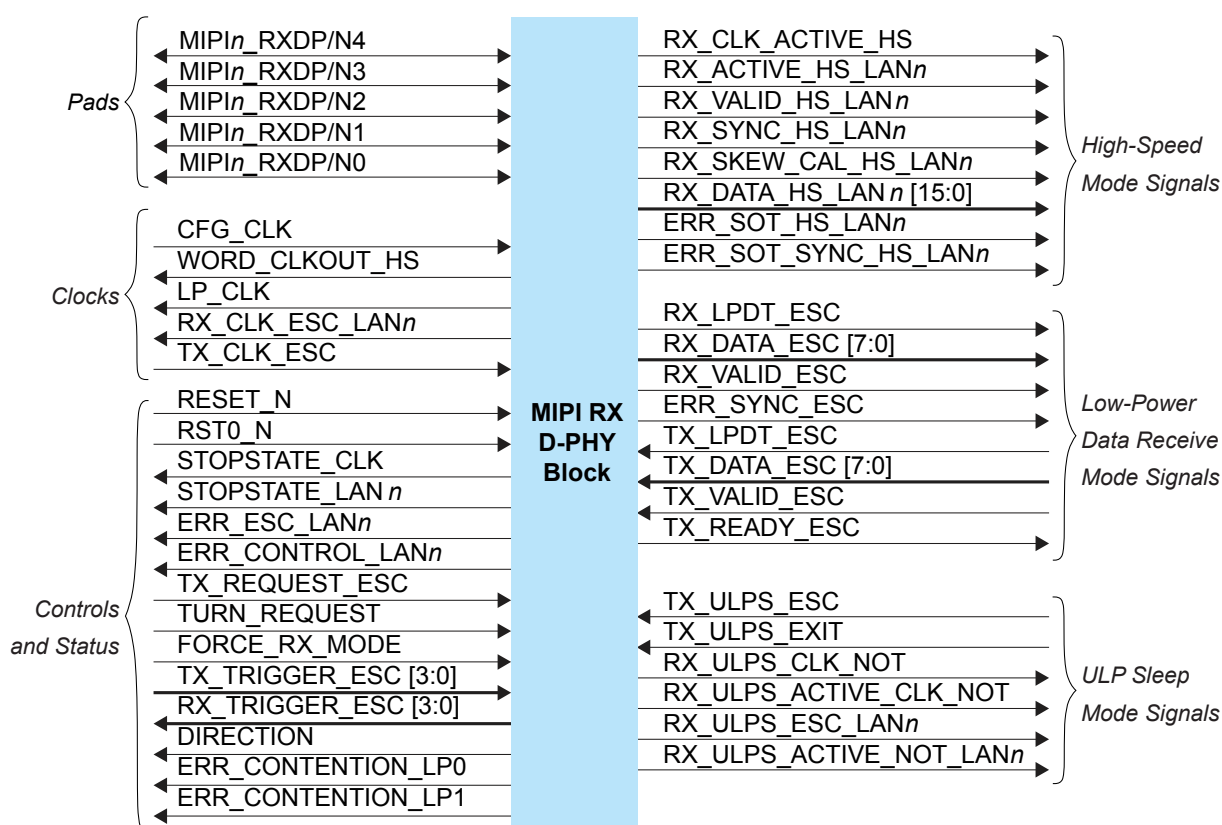 Pads
MIPIn_RXDP/N4
MIPIn_RXDP/N3
MIPIn_RXDP/N2
MIPIn_RXDP/N1
MIPIn_RXDP/N0
Clocks
CFG_CLK
WORD_CLKOUT_HS
LP_CLK
RX_CLK_ESC_LANn
TX_CLK_ESC
Controls
and Status
RESET_N
RST0_N
STOPSTATE_CLK
STOPSTATE_LAN n
ERR_ESC_LANn
ERR_CONTROL_LANn
TX_REQUEST_ESC
TURN_REQUEST
FORCE_RX_MODE
TX_TRIGGER_ESC [3:0]
RX_TRIGGER_ESC [3:0]
DIRECTION
ERR_CONTENTION_LP0
ERR_CONTENTION_LP1
MIPI RX
D-PHY
Block
RX_CLK_ACTIVE_HS
RX_ACTIVE_HS_LANn
RX_VALID_HS_LANn
RX_SYNC_HS_LANn
RX_SKEW_CAL_HS_LANn
RX_DATA_HS_LAN n [15:0]
ERR_SOT_HS_LANn
ERR_SOT_SYNC_HS_LANn
High-Speed
Mode Signals
RX_LPDT_ESC
RX_DATA_ESC [7:0]
RX_VALID_ESC
ERR_SYNC_ESC
TX_LPDT_ESC
TX_DATA_ESC [7:0]
TX_VALID_ESC
TX_READY_ESC
Low-Power
Data Receive
Mode Signals
TX_ULPS_ESC
TX_ULPS_EXIT
RX_ULPS_CLK_NOT
RX_ULPS_ACTIVE_CLK_NOT
RX_ULPS_ESC_LANn
RX_ULPS_ACTIVE_NOT_LANn
ULP Sleep
Mode Signals